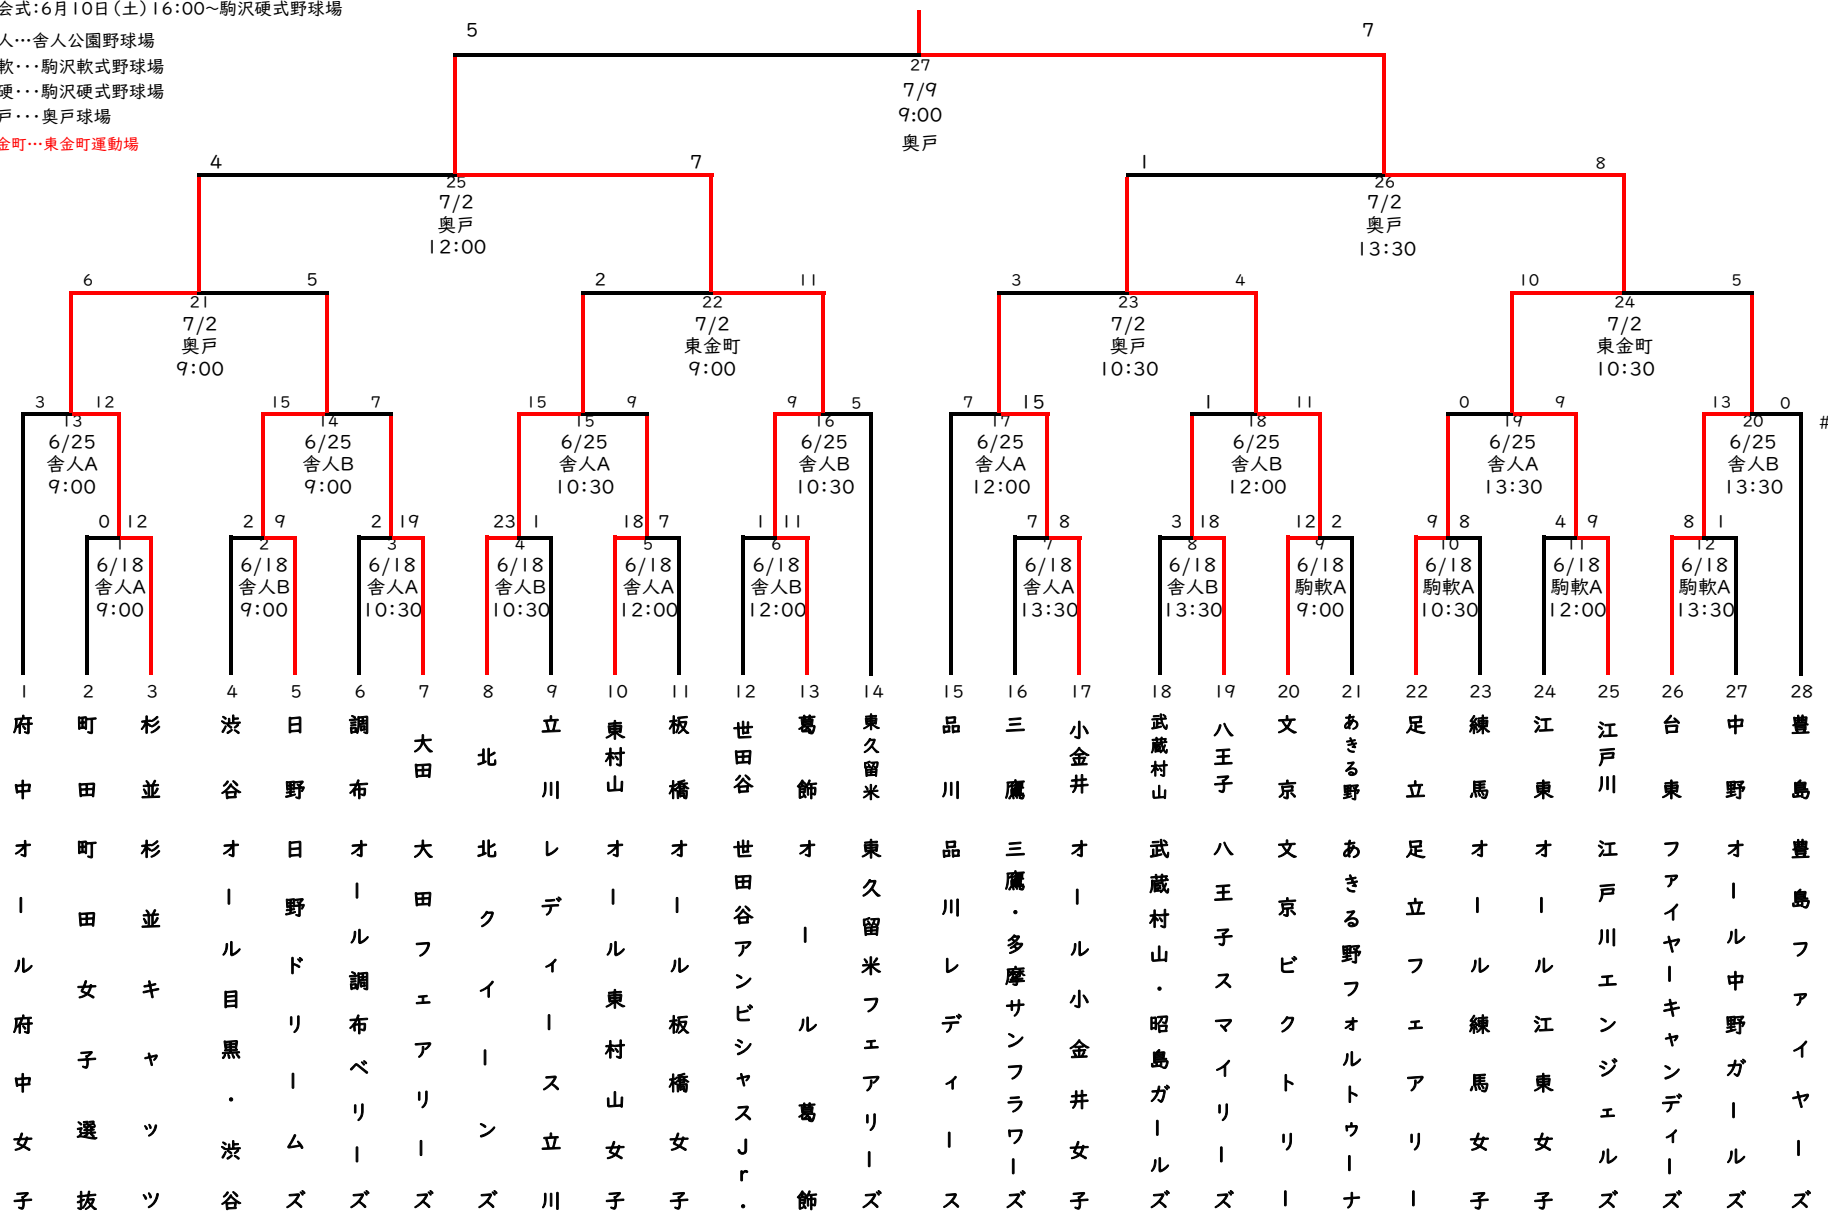 会式:6月10日(土)16:00~駒沢硬式野球場
人…舎人公園野球場
軟・・・駒沢軟式野球場
硬・・・駒沢硬式野球場
戸・・・奥戸球場
金町…東金町運動場
5 7
27
7/9
9:00
奥戸
4 7 1 8
25 26
7/2 7/2
奥戸 奥戸
12:00 13:30
6 5 2 11 3 4 10 5
21 22 23 24
7/2 7/2 7/2 7/2
奥戸 東金町 奥戸 東金町
9:00 9:00 10:30 10:30
3 12 15 7 15 9 9 5 7 15 1 11 0 9 13 0
13 14 15 16 17 18 19 20 #
6/25 6/25 6/25 6/25 6/25 6/25 6/25 6/25
舎人A 舎人B 舎人A 舎人B 舎人A 舎人B 舎人A 舎人B
9:00 9:00 10:30 10:30 12:00 12:00 13:30 13:30
0 12 2 9 2 19 23 1 18 7 1 11 7 8 3 18 12 2 9 8 4 9 8 1
1 2 3 4 5 6 7 8 9 10 11 12
6/18 6/18 6/18 6/18 6/18 6/18 6/18 6/18 6/18 6/18 6/18 6/18
舎人A 舎人B 舎人A 舎人B 舎人A 舎人B 舎人A 舎人B 駒軟A 駒軟A 駒軟A 駒軟A
9:00 9:00 10:30 10:30 12:00 12:00 13:30 13:30 9:00 10:30 12:00 13:30
1 2 3 4 5 6 7 8 9 10 11 12 13 14 15 16 17 18 19 20 21 22 23 24 25 26 27 28
府中
町田
杉並
渋谷
日野
調布
大田
北
立川
東村山
板橋
世田谷
葛飾
東久留米
品川
三鷹
小金井
武蔵村山
八王子
文京
あきる野
足立
練馬
江東
江戸川
台東
中野
豊島
オール府中女子
町田女子選抜
杉並キャッツ
オール目黒・渋谷
日野ドリームズ
オール調布ベリーズ
大田フェアリーズ
北クイーンズ
レディース立川
オール東村山女子
オール板橋女子
世田谷アンビシャスJr.
オール葛飾
東久留米フェアリーズ
品川レディース
三鷹・多摩サンフラワーズ
オール小金井女子
武蔵村山・昭島ガールズ
八王子スマイリーズ
文京ビクトリー
あきる野フォルトゥーナ
足立フェアリー
オール練馬女子
オール江東女子
江戸川エンジェルズ
台東ファイヤーキャンディーズ
オール中野ガールズ
豊島ファイヤーズ